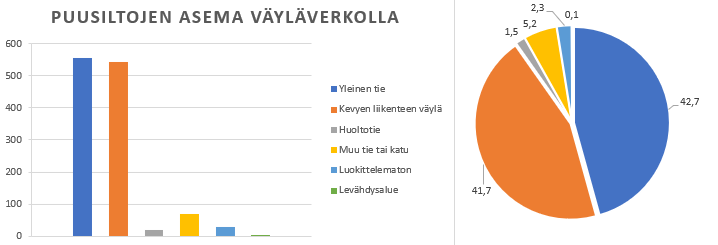 PUUSILTOJEN ASEMA VÄYLÄVERKOLLA
600
500
400
300
200
100
0
Yleinen tie
Kevyen liikenteen väylä
Huoltotie
Muu tie tai katu
Luokittelematon
Levähdysalue
2,3
0,1
5,2
1,5
42,7
41,7